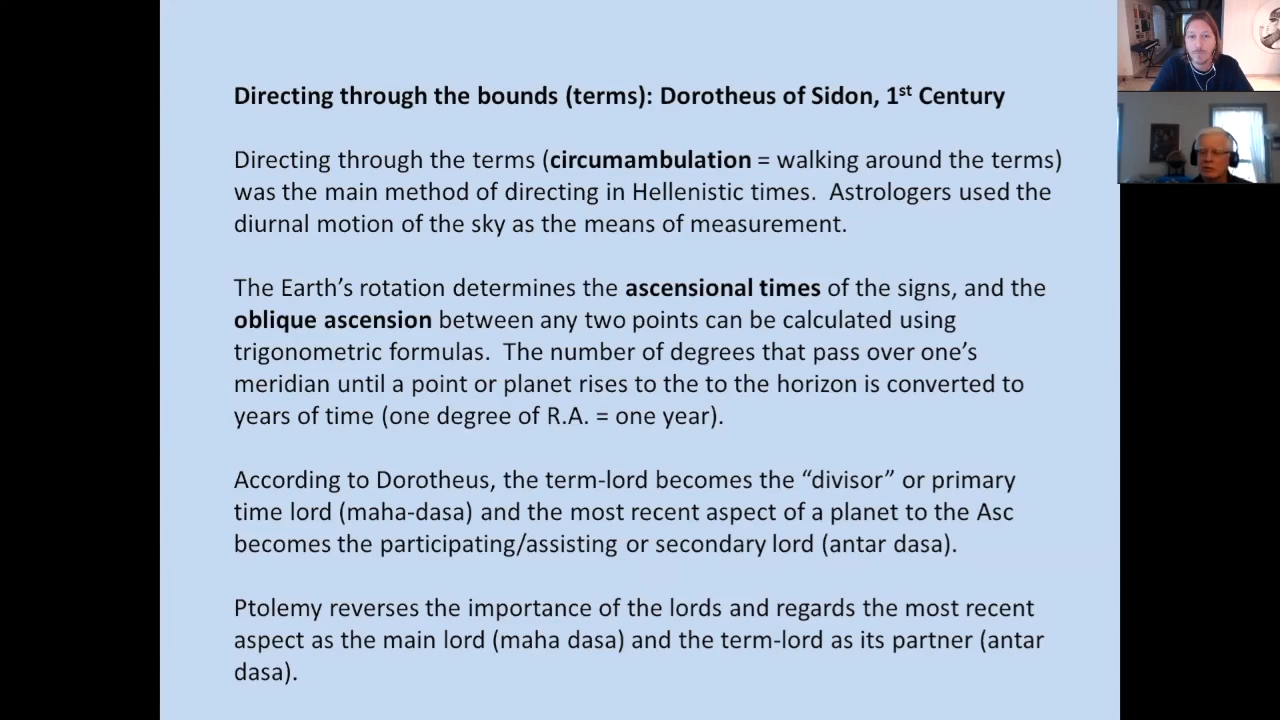 Directing through the bounds (terms): Dorotheus of Sidon, 1st Century
Directing through the terms (circumambulation = walking around the terms)
was the main method of directing in Hellenistic times.  Astrologers used the
diurnal motion of the sky as the means of measurement.
The Earth’s rotation determines the ascensional times of the signs, and the
oblique ascension between any two points can be calculated using
trigonometric formulas.  The number of degrees that pass over one’s
meridian until a point or planet rises to the to the horizon is converted to
years of time (one degree of R.A. = one year).
According to Dorotheus, the term-lord becomes the “divisor” or primary
time lord (maha-dasa) and the most recent aspect of a planet to the Asc
becomes the participating/assisting or secondary lord (antar dasa).
Ptolemy reverses the importance of the lords and regards the most recent
aspect as the main lord (maha dasa) and the term-lord as its partner (antar
dasa).